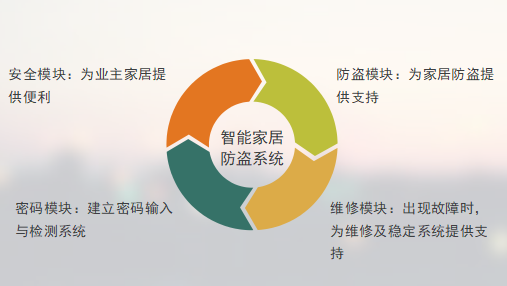 安全模块：为业主家居提
供便利
防盗模块：为家居防盗提
供支持
智能家居
防盗系统
密码模块：建立密码输入
与检测系统
维修模块：出现故障时，
为维修及稳定系统提供支
持